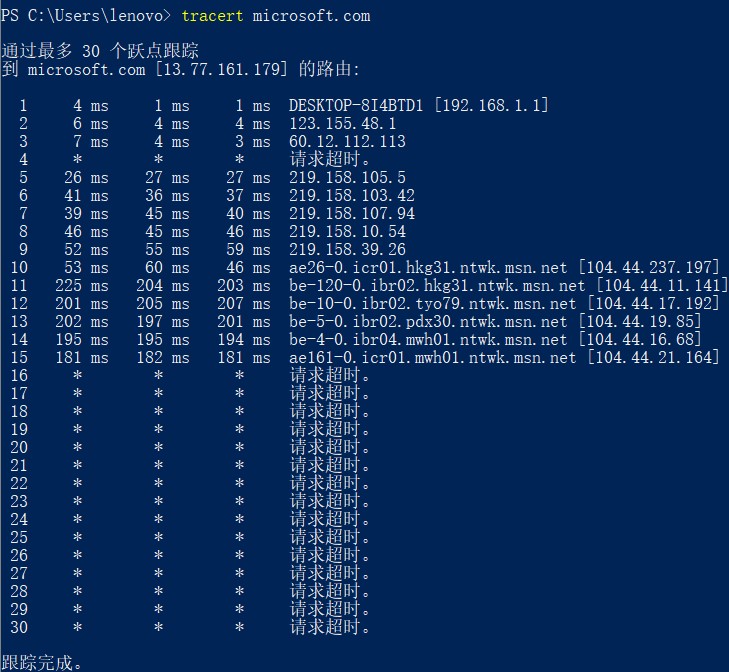 PS C:\Users\lenovo> tracert microsoft.com
通过最多 30 个跃点跟踪
到 microsoft.com [13.77.161.179] 的路由:
1 4 ms 1 ms 1 ms DESKTOP-8I4BTD1 [192.168.1.1]
2 6 ms 4 ms 4 ms 123.155.48.1
3 7 ms 4 ms 3 ms 60.12.112.113
4 * * * 请求超时。
5 26 ms 27 ms 27 ms 219.158.105.5
6 41 ms 36 ms 37 ms 219.158.103.42
7 39 ms 45 ms 40 ms 219.158.107.94
8 46 ms 45 ms 46 ms 219.158.10.54
9 52 ms 55 ms 59 ms 219.158.39.26
10 53 ms 60 ms 46 ms ae26-0.icr01.hkg31.ntwk.msn.net [104.44.237.197]
11 225 ms 204 ms 203 ms be-120-0.ibr02.hkg31.ntwk.msn.net [104.44.11.141]
12 201 ms 205 ms 207 ms be-10-0.ibr02.tyo79.ntwk.msn.net [104.44.17.192]
13 202 ms 197 ms 201 ms be-5-0.ibr02.pdx30.ntwk.msn.net [104.44.19.85]
14 195 ms 195 ms 194 ms be-4-0.ibr04.mwh01.ntwk.msn.net [104.44.16.68]
15 181 ms 182 ms 181 ms ae161-0.icr01.mwh01.ntwk.msn.net [104.44.21.164]
16 * * * 请求超时。
17 * * * 请求超时。
18 * * * 请求超时。
19 * * * 请求超时。
20 * * * 请求超时。
21 * * * 请求超时。
22 * * * 请求超时。
23 * * * 请求超时。
24 * * * 请求超时。
25 * * * 请求超时。
26 * * * 请求超时。
27 * * * 请求超时。
28 * * * 请求超时。
29 * * * 请求超时。
30 * * * 请求超时。
跟踪完成。